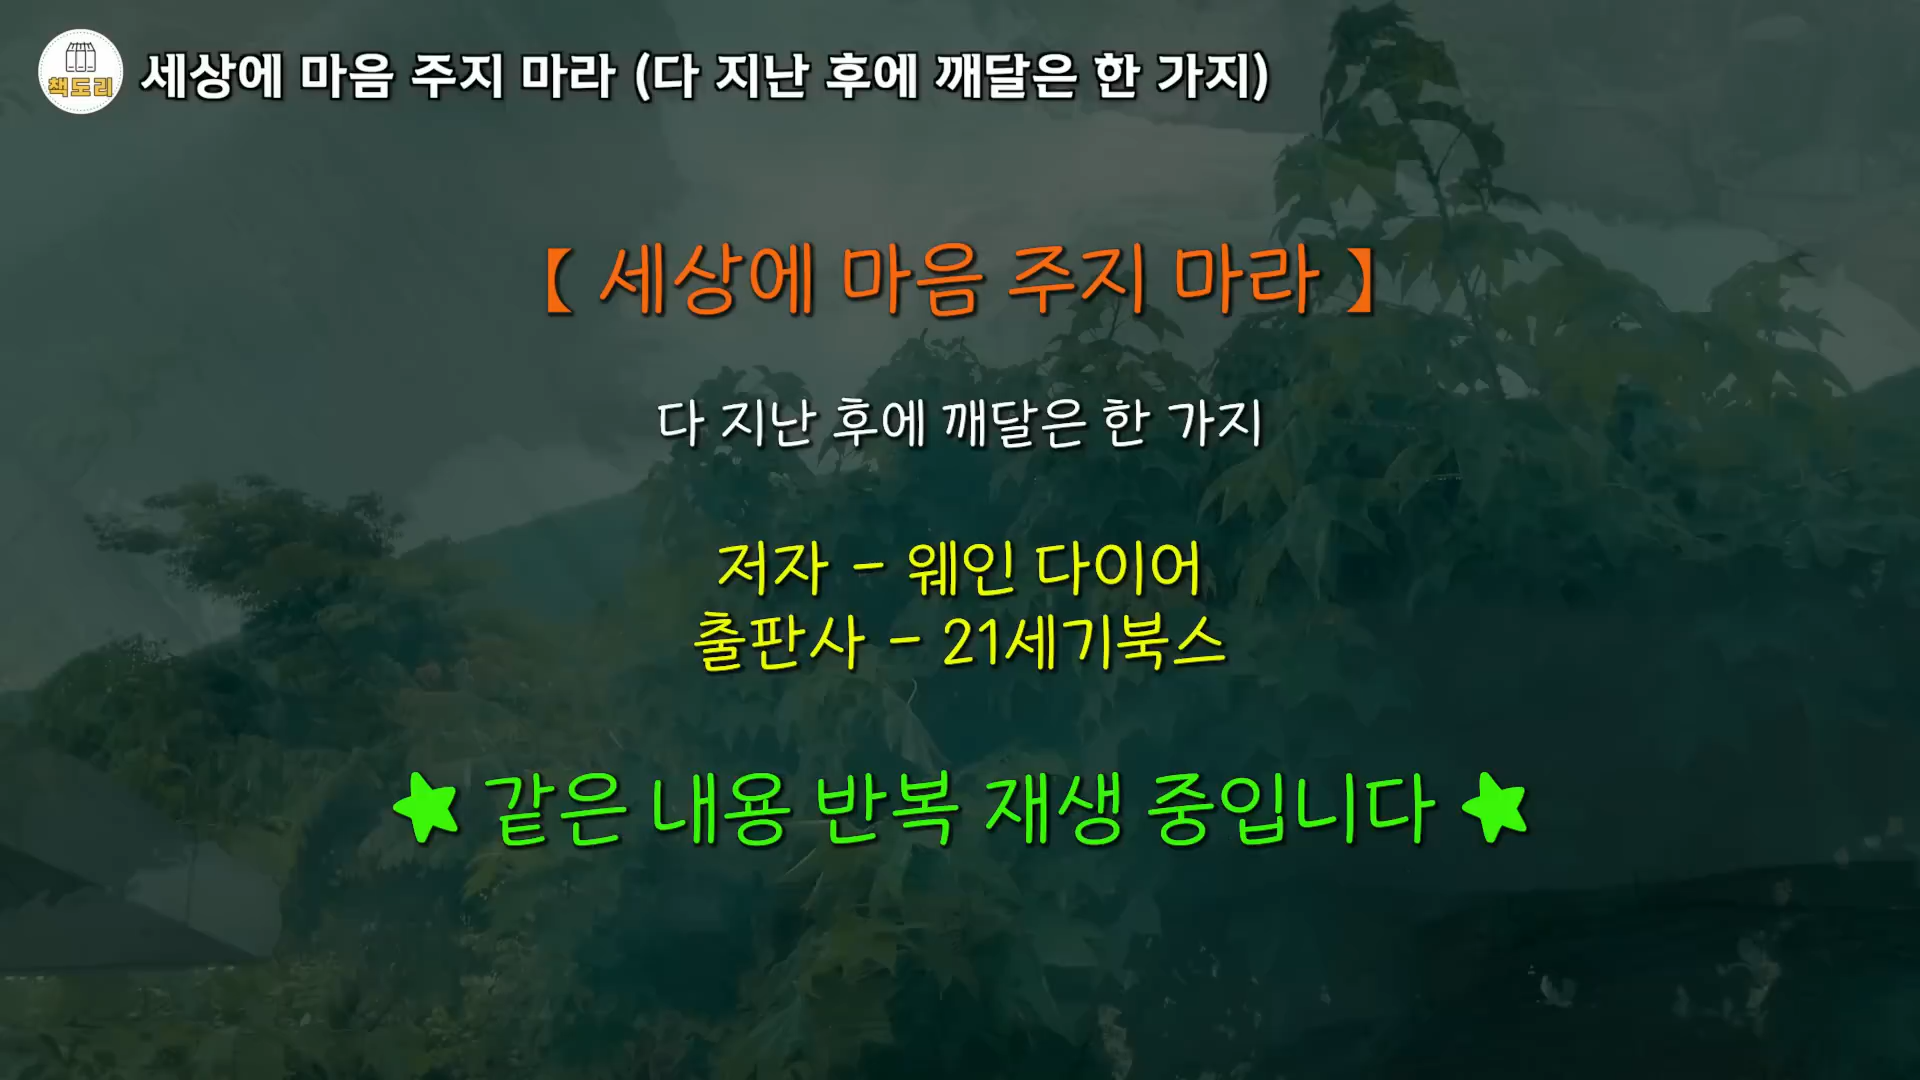 책도리
세상에 마음 주지 마라 (다 지난 후에 깨달은 한 가지)
【 세상에 마음 주지 마라 】
다 지난 후에 깨달은 한 가지
저자 - 웨인 다이어
출판사 - 21세기북스
★ 같은 내용 반복 재생 중입니다 ★